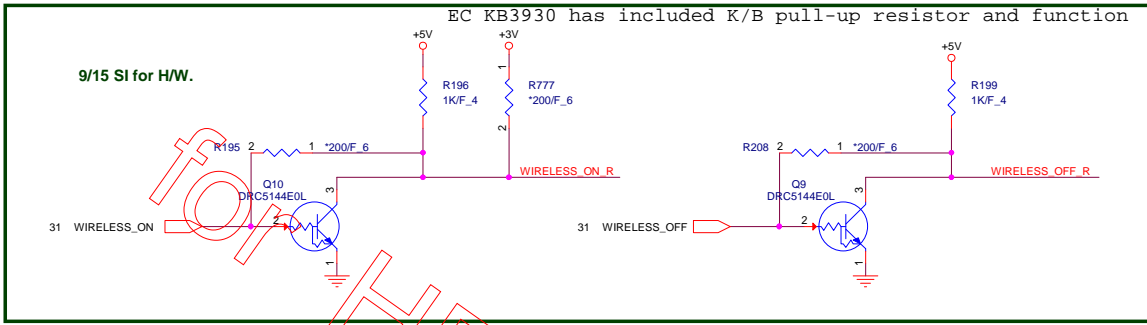 EC KB3930 has included K/B pull-up resistor and function
9/15 SI for H/W.
+5V
+3V
+5V
R196
1K/F_4
1
R777
*200/F_6
2
R199
1K/F_4
R195 2 1 *200/F_6
R208 2 1 *200/F_6
WIRELESS_ON_R
WIRELESS_OFF_R
Q10
DRC5144E0L
3
Q9
DRC5144E0L
3
31 WIRELESS_ON
2
31 WIRELESS_OFF
2
1
1
for